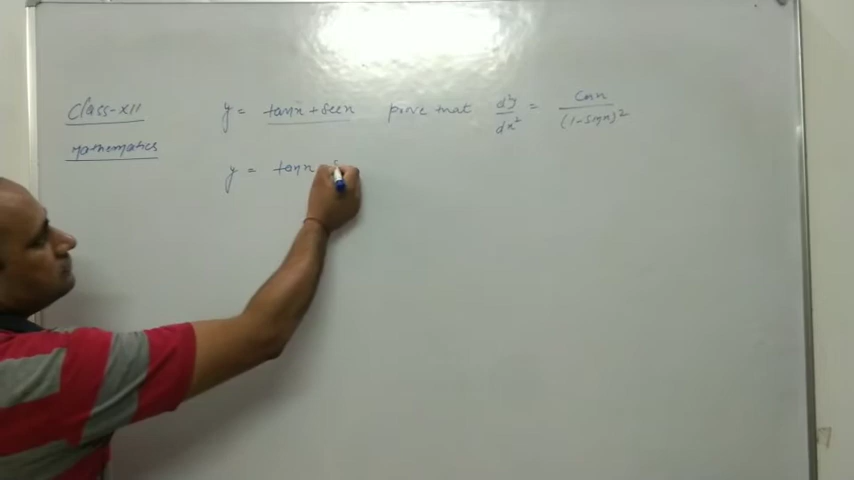 Class-XII y = tanx + secx prove that d²y/dx² = cosx/(1-sinx)²
Mathematics
y = tanx